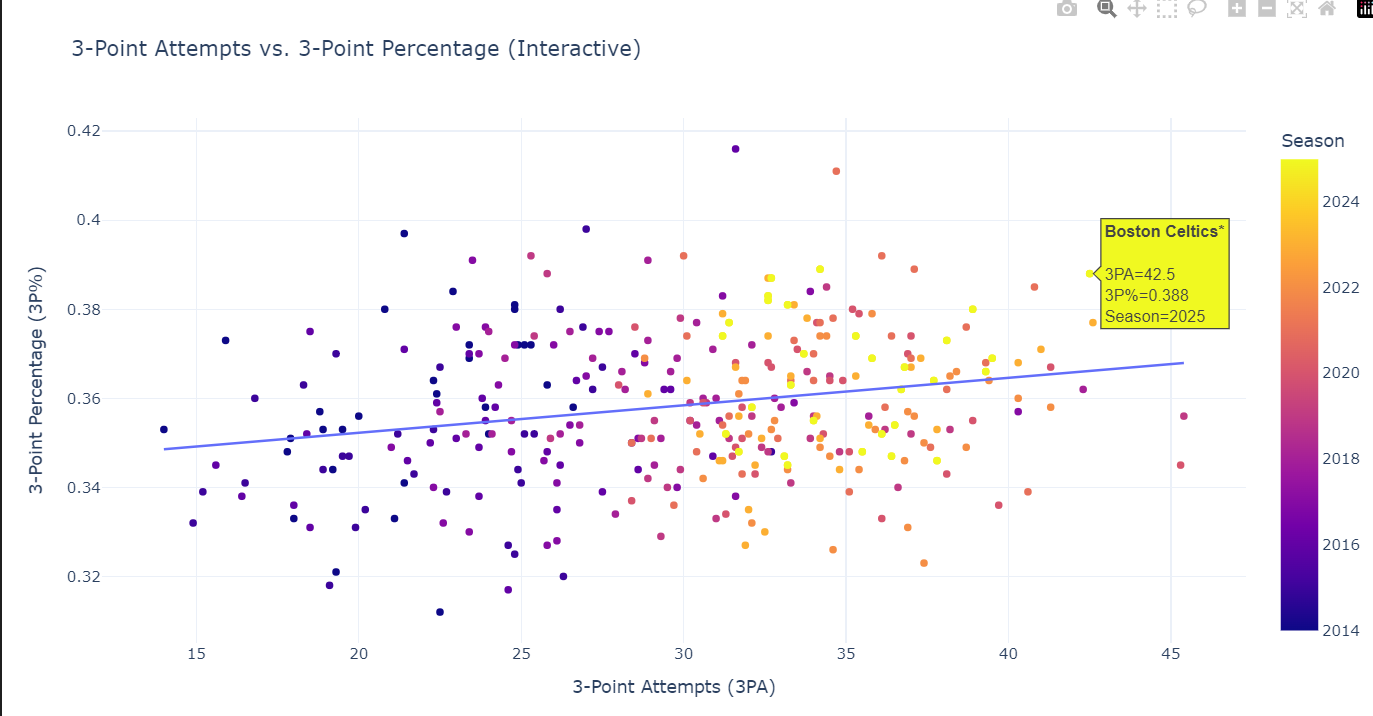 3-Point Attempts vs. 3-Point Percentage (Interactive)
Season
0.42
0.4
0.38
0.36
0.34
0.32
3-Point Percentage (3P%)
Boston Celtics*
3PA=42.5
3P%=0.388
Season=2025
2024
2022
2020
2018
2016
2014
15
20
25
30
35
40
45
3-Point Attempts (3PA)